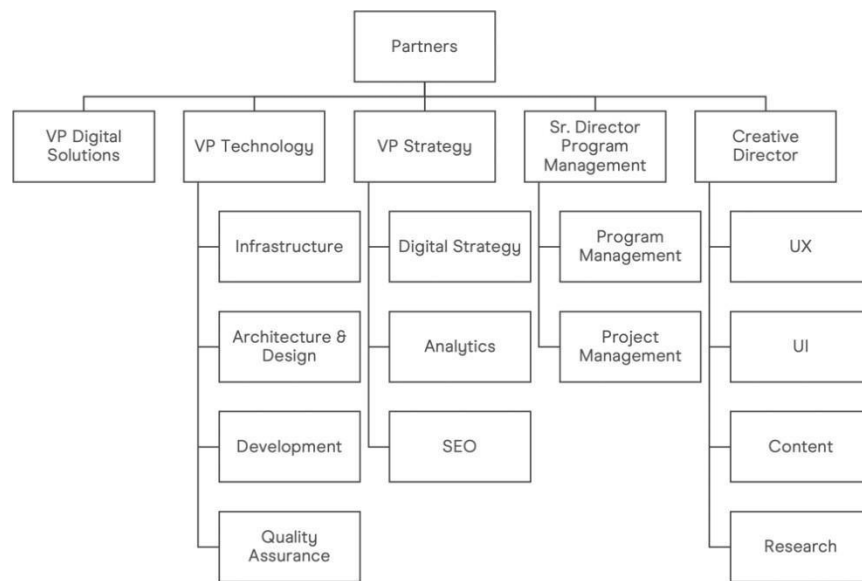 Partners
VP Digital
Solutions
VP Technology
VP Strategy
Sr. Director
Program
Management
Creative
Director
Infrastructure
Digital Strategy
Program
Management
UX
Architecture &
Design
Analytics
Project
Management
UI
Development
SEO
Content
Quality
Assurance
Research